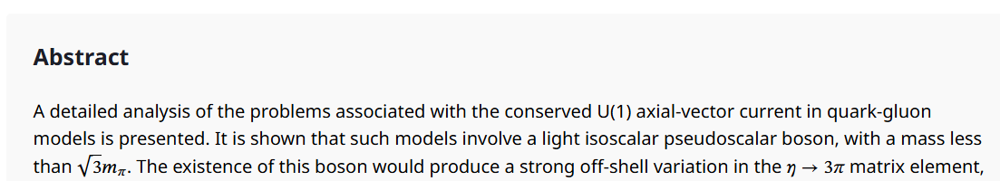 Abstract
A detailed analysis of the problems associated with the conserved U(1) axial-vector current in quark-gluon
models is presented. It is shown that such models involve a light isoscalar pseudoscalar boson, with a mass less
than √3mπ. The existence of this boson would produce a strong off-shell variation in the η → 3π matrix element,